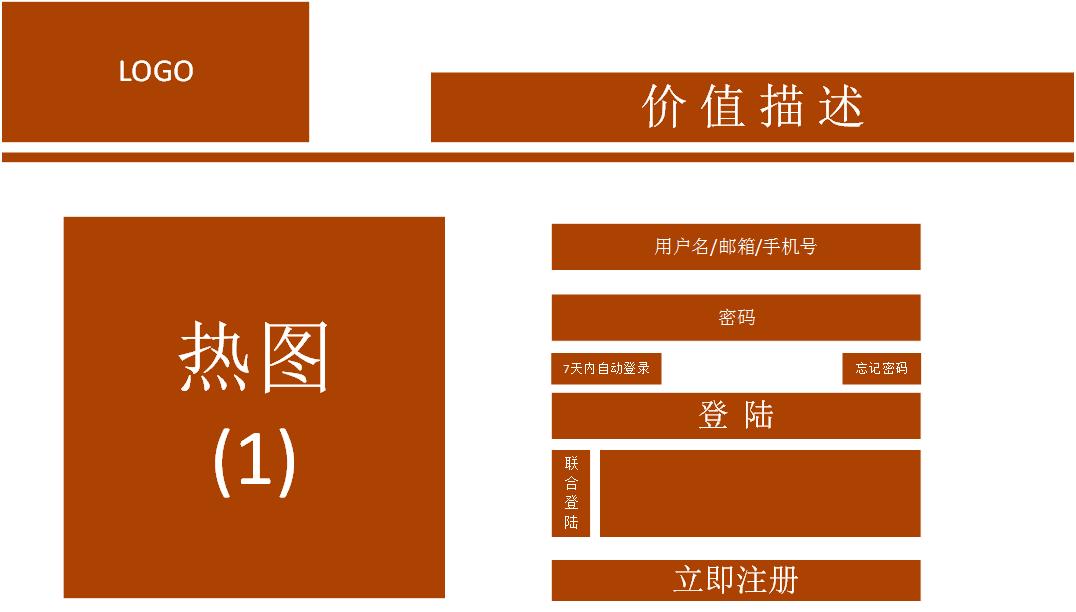 LOGO
价值描述
热图
(1)
用户名/邮箱/手机号
密码
7天内自动登录
忘记密码
登 陆
联
合
登
陆
立即注册